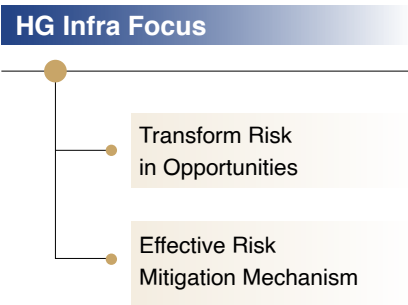 HG Infra Focus
Transform Risk
in Opportunities
Effective Risk
Mitigation Mechanism